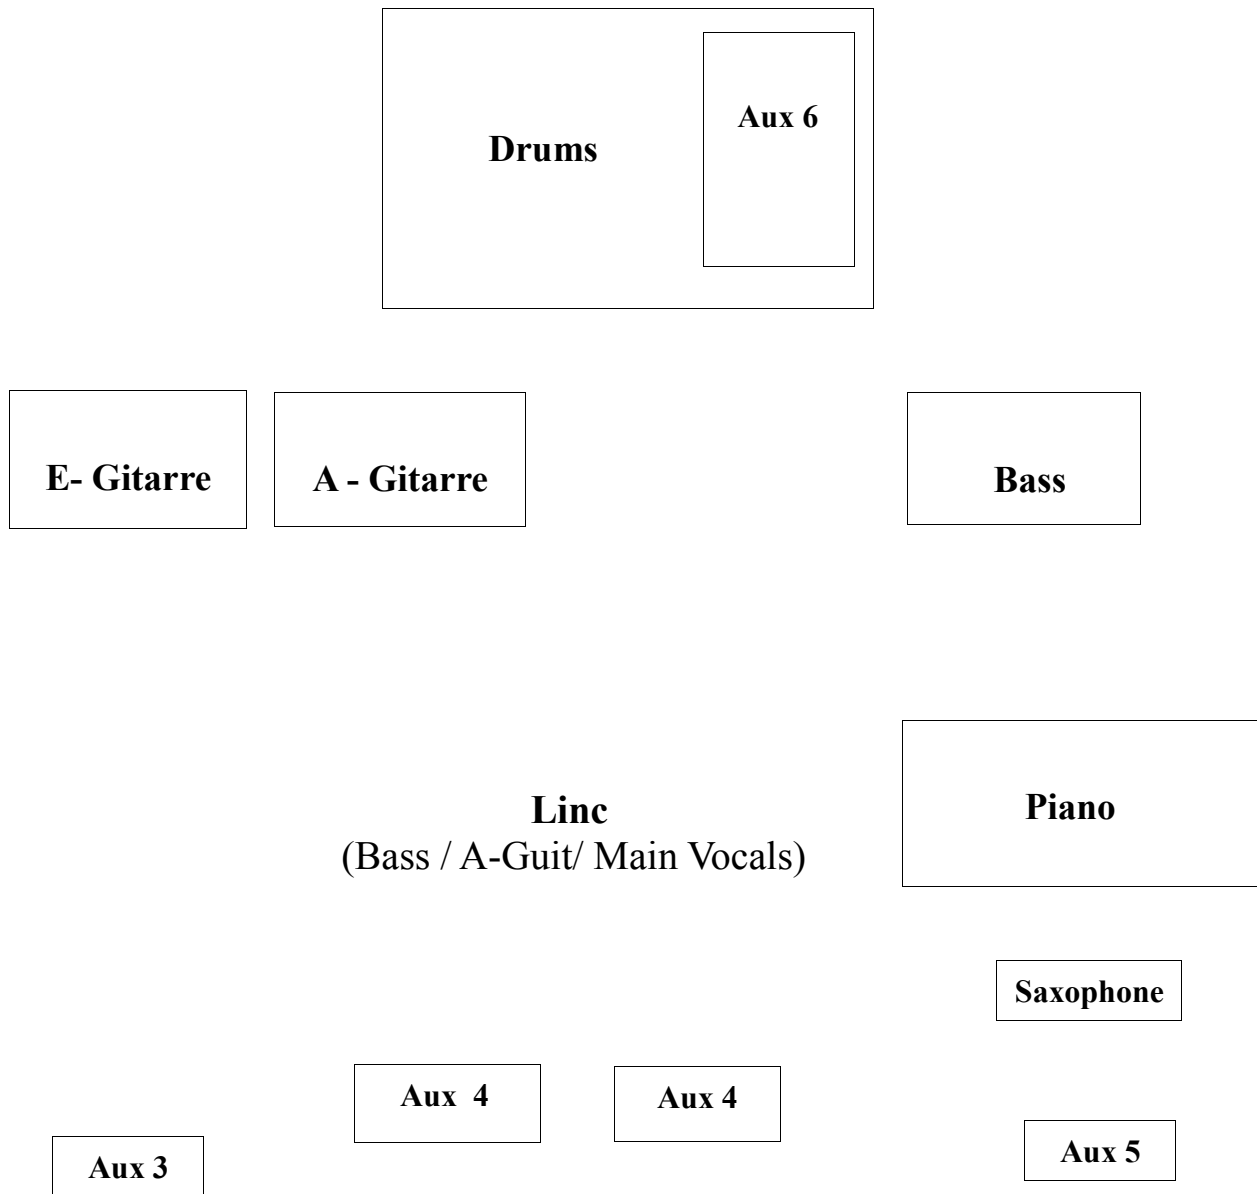 Aux 6
Drums
E- Gitarre
A - Gitarre
Bass
Linc
(Bass / A-Guit/ Main Vocals)
Piano
Saxophone
Aux 4
Aux 4
Aux 3
Aux 5